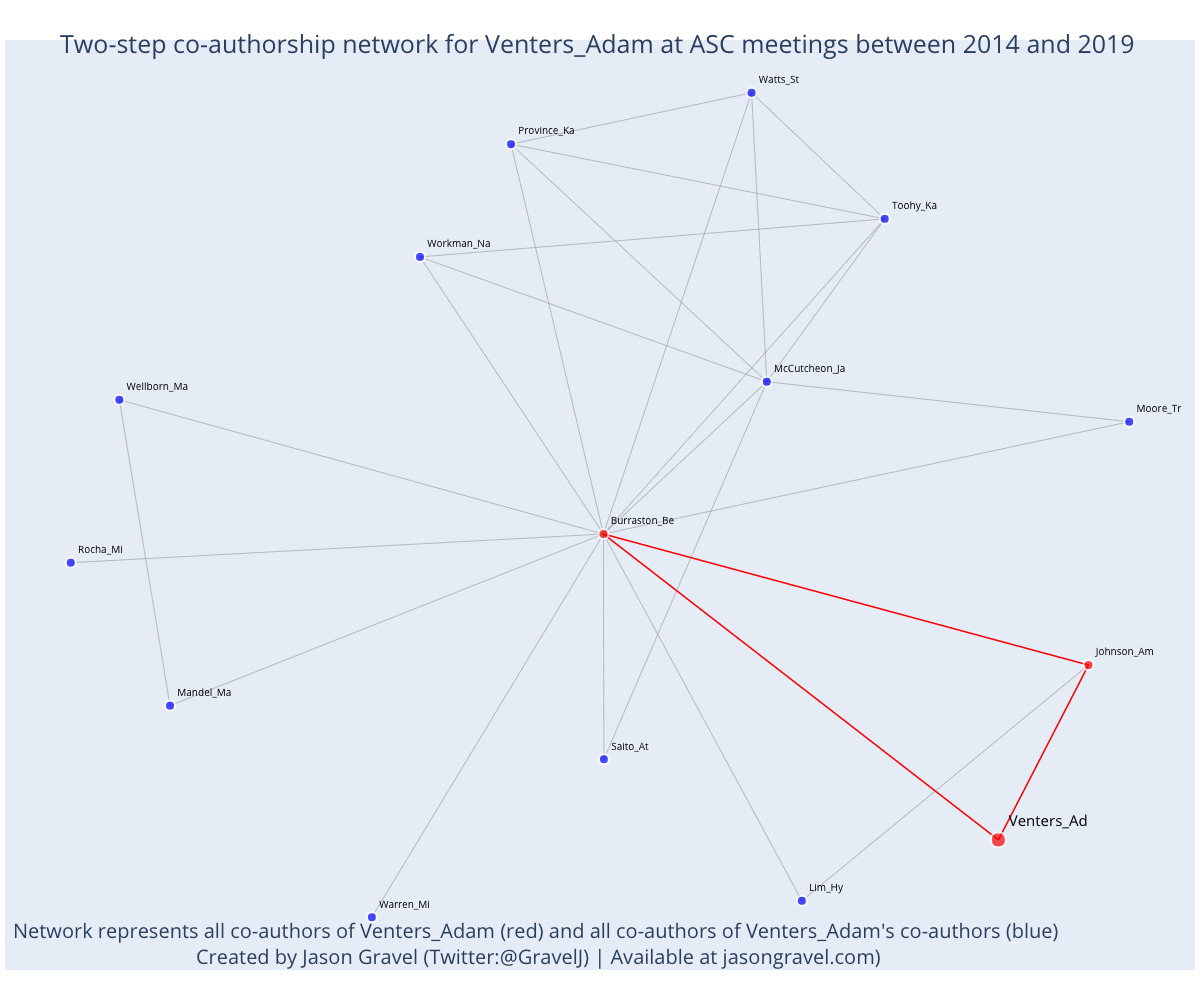 Two-step co-authorship network for Venters_Adam at ASC meetings between 2014 and 2019
Watts_St
Province_Ka
Toohy_Ka
Workman_Na
McCutcheon_Ja
Wellborn_Ma
Moore_Tr
Burraston_Be
Rocha_Mi
Johnson_Am
Mandel_Ma
Saito_At
Venters_Ad
Lim_Hy
Warren_Mi
Network represents all co-authors of Venters_Adam (red) and all co-authors of Venters_Adam's co-authors (blue)
Created by Jason Gravel (Twitter:@GravelJ) | Available at jasongravel.com)